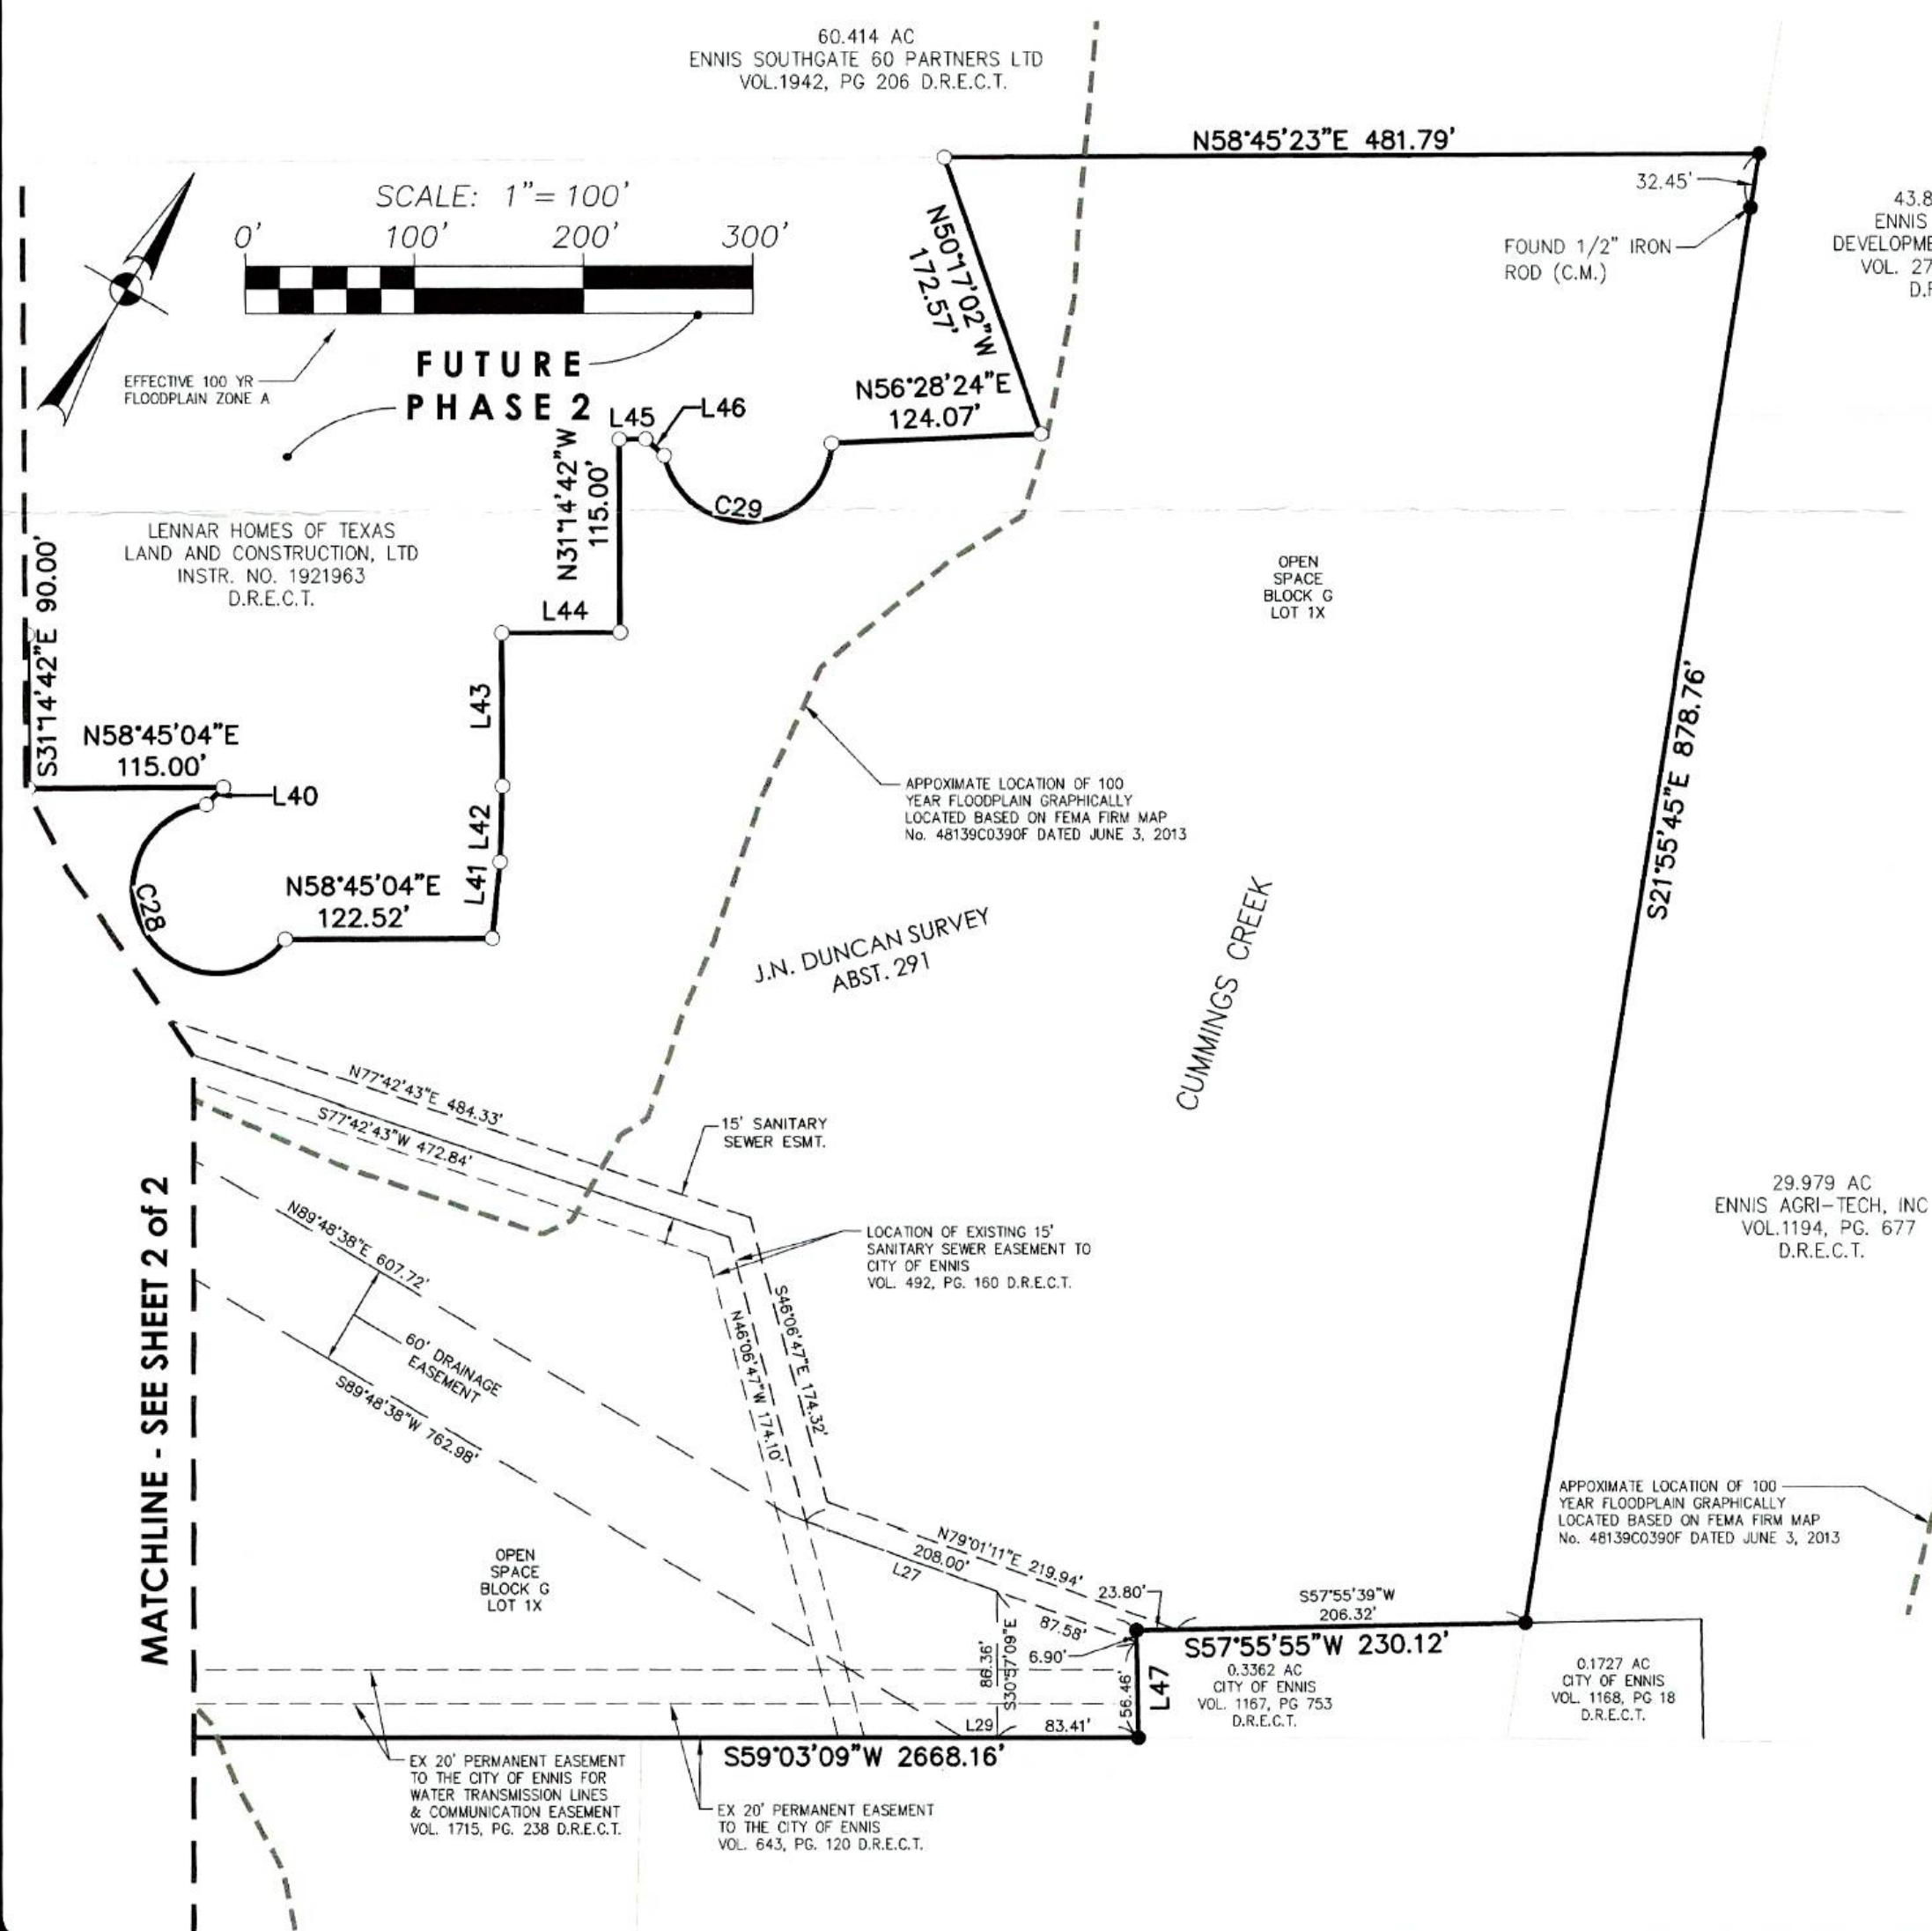 60.414 AC
ENNIS SOUTHGATE 60 PARTNERS LTD
VOL.1942, PG 206 D.R.E.C.T.
N58°45'23"E 481.79'
32.45'
FOUND 1/2" IRON
ROD (C.M.)
43.8
ENNIS
DEVELOPME
VOL. 27
SCALE: 1"= 100'
0' 100' 200' 300'
N50°17'02"W
172.57'
EFFECTIVE 100 YR
FLOODPLAIN ZONE A
FUTURE
PHASE 2
L45
L46
N56°28'24"E
124.07'
N31°14'42"W
115.00'
C29
LENNAR HOMES OF TEXAS
LAND AND CONSTRUCTION, LTD
INSTR. NO. 1921963
D.R.E.C.T.
OPEN
SPACE
BLOCK G
LOT 1X
S31°14'42"E 90.00'
L44
L43
N58°45'04"E
115.00'
L40
L42
L41
C28
N58°45'04"E
122.52'
APPOXIMATE LOCATION OF 100
YEAR FLOODPLAIN GRAPHICALLY
LOCATED BASED ON FEMA FIRM MAP
No. 48139C0390F DATED JUNE 3, 2013
S21°55'45"E 878.76'
J.N. DUNCAN SURVEY
ABST. 291
CUMMINGS CREEK
N77°42'43"E 484.33'
S77°42'43"W 472.84'
15' SANITARY
SEWER ESMT.
29.979 AC
ENNIS AGRI-TECH, INC
VOL.1194, PG. 677
D.R.E.C.T.
MATCHLINE - SEE SHEET 2 of 2
N89°48'38"E 607.72'
60' DRAINAGE
EASEMENT
S89°48'38"W 762.98'
LOCATION OF EXISTING 15'
SANITARY SEWER EASEMENT TO
CITY OF ENNIS
VOL. 492, PG. 160 D.R.E.C.T.
S46°06'47"E 174.32'
N46°06'47"W 174.10'
APPOXIMATE LOCATION OF 100
YEAR FLOODPLAIN GRAPHICALLY
LOCATED BASED ON FEMA FIRM MAP
No. 48139C0390F DATED JUNE 3, 2013
OPEN
SPACE
BLOCK G
LOT 1X
N79°01'11"E 219.94'
208.00'
L27
23.80'
S57°55'39"W
206.32'
S57°55'55"W 230.12'
87.58'
6.90'
86.36'
S30°57'09"E
56.46'
L47
0.3362 AC
CITY OF ENNIS
VOL. 1167, PG 753
D.R.E.C.T.
0.1727 AC
CITY OF ENNIS
VOL. 1168, PG 18
D.R.E.C.T.
L29
83.41'
S59°03'09"W 2668.16'
EX 20' PERMANENT EASEMENT
TO THE CITY OF ENNIS FOR
WATER TRANSMISSION LINES
& COMMUNICATION EASEMENT
VOL. 1715, PG. 238 D.R.E.C.T.
EX 20' PERMANENT EASEMENT
TO THE CITY OF ENNIS
VOL. 643, PG. 120 D.R.E.C.T.